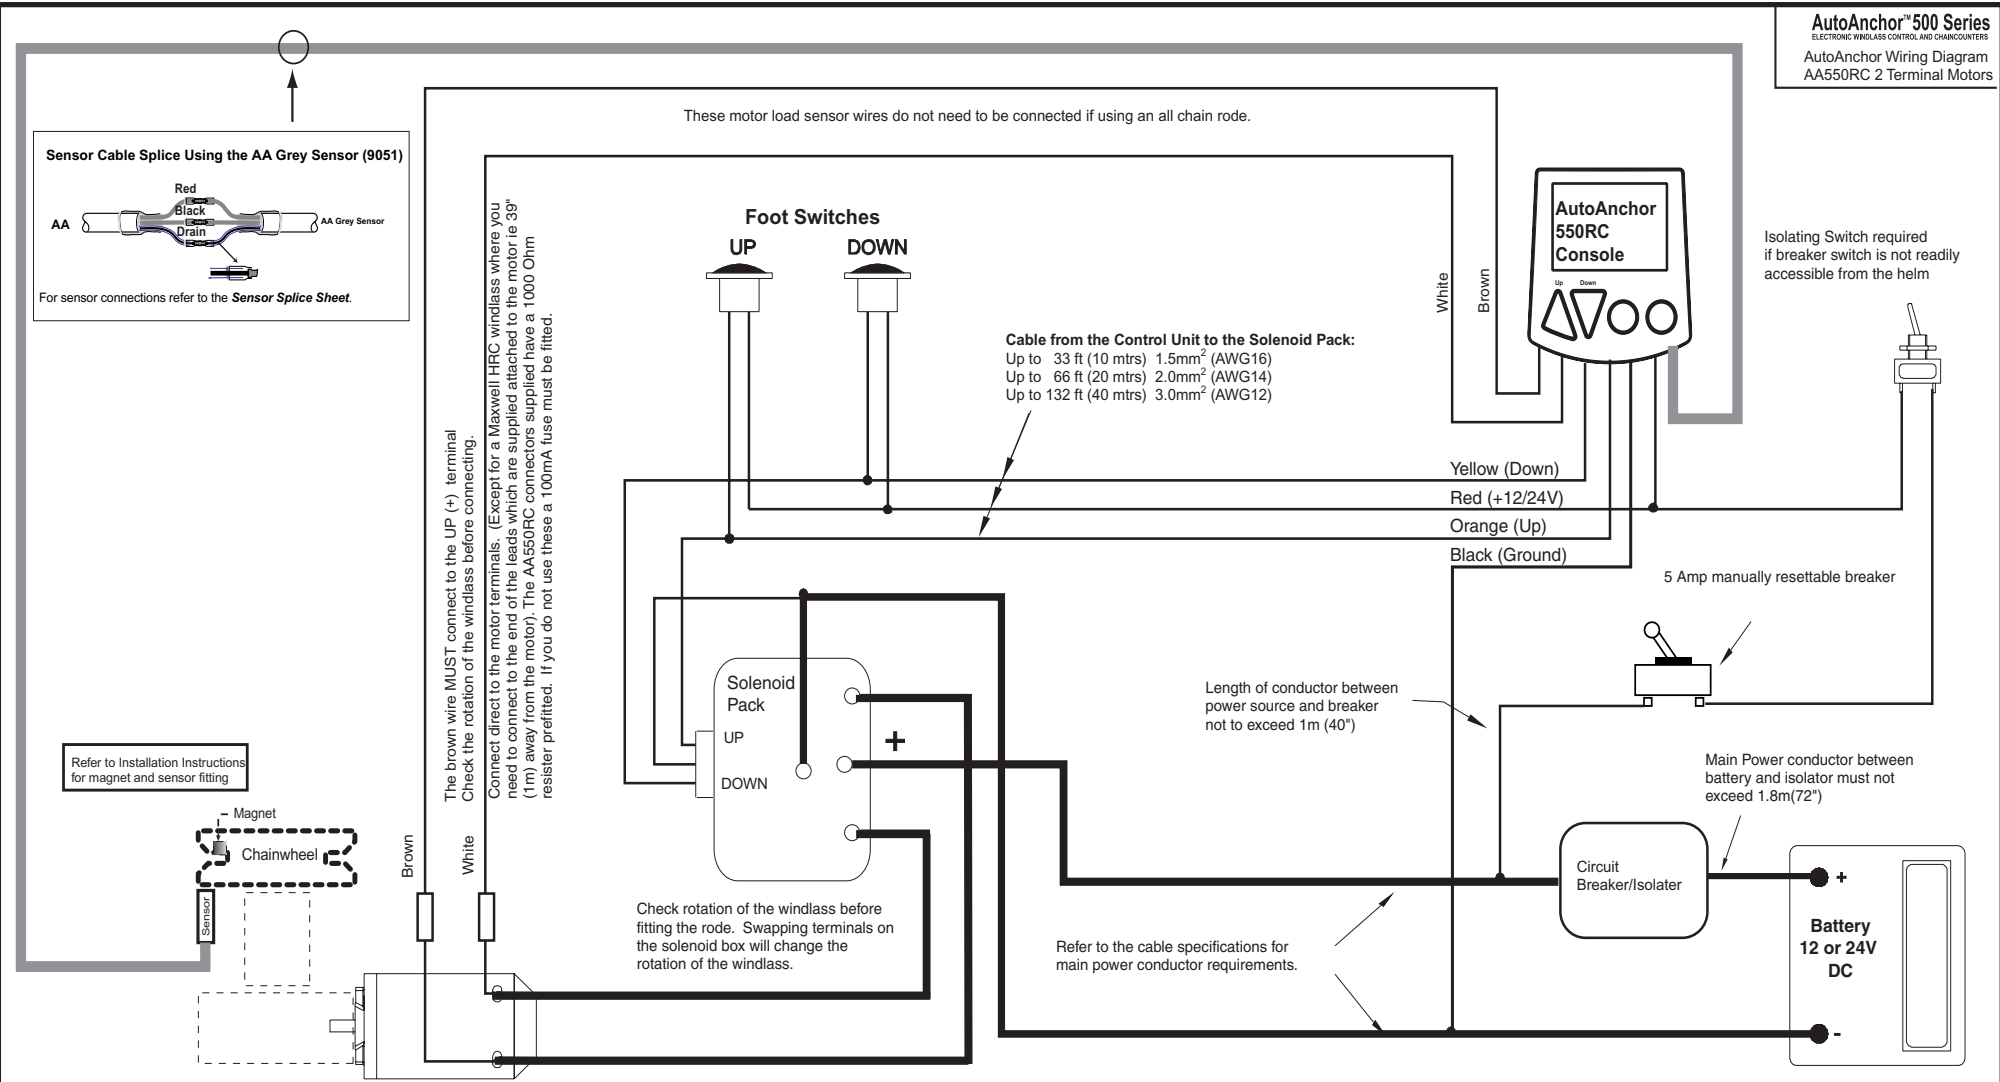 AutoAnchor™ 500 Series
ELECTRONIC WINDLASS CONTROL AND CHAINCOUNTERS
AutoAnchor Wiring Diagram
AA550RC 2 Terminal Motors
These motor load sensor wires do not need to be connected if using an all chain rode.
Sensor Cable Splice Using the AA Grey Sensor (9051)
Red
Black
Drain
AA
AA Grey Sensor
For sensor connections refer to the Sensor Splice Sheet.
Foot Switches
UP
DOWN
AutoAnchor
550RC
Console
Up
Down
Isolating Switch required
if breaker switch is not readily
accessible from the helm
White
Brown
Cable from the Control Unit to the Solenoid Pack:
Up to 33 ft (10 mtrs) 1.5mm² (AWG16)
Up to 66 ft (20 mtrs) 2.0mm² (AWG14)
Up to 132 ft (40 mtrs) 3.0mm² (AWG12)
The brown wire MUST connect to the UP (+) terminal
Check the rotation of the windlass before connecting.
Connect direct to the motor terminals. (Except for a Maxwell HRC windlass where you
need to connect to the end of the leads which are supplied attached to the motor ie 39"
(1m) away from the motor). The AA550RC connectors supplied have a 1000 Ohm
resister prefitted. If you do not use these a 100mA fuse must be fitted.
Yellow (Down)
Red (+12/24V)
Orange (Up)
Black (Ground)
5 Amp manually resettable breaker
Solenoid
Pack
UP
DOWN
+
Length of conductor between
power source and breaker
not to exceed 1m (40")
Refer to Installation Instructions
for magnet and sensor fitting
Main Power conductor between
battery and isolator must not
exceed 1.8m(72")
Magnet
Chainwheel
Sensor
Brown
White
Circuit
Breaker/Isolater
Check rotation of the windlass before
fitting the rode. Swapping terminals on
the solenoid box will change the
rotation of the windlass.
Refer to the cable specifications for
main power conductor requirements.
+
Battery
12 or 24V
DC
-